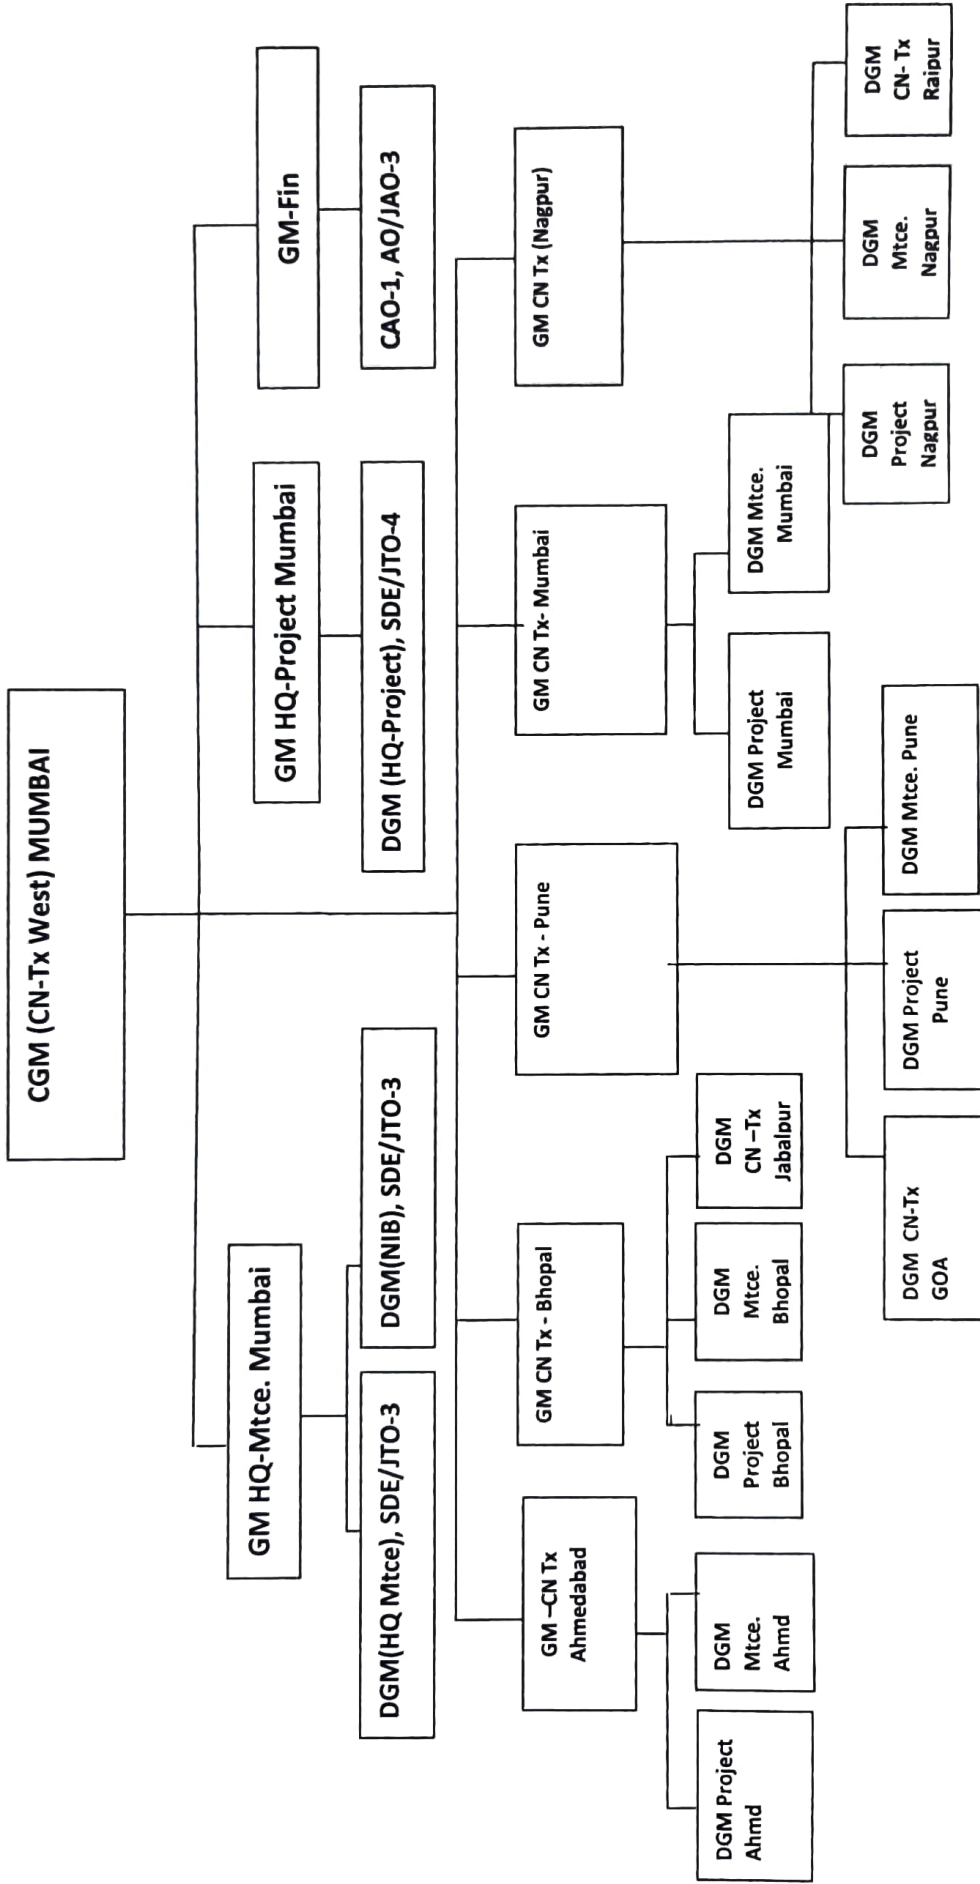 CGM (CN-Tx West) MUMBAI
GM HQ-Mtce. Mumbai
GM HQ-Project Mumbai
GM-Fin
DGM(HQ Mtce), SDE/JTO-3
DGM(NIB), SDE/JTO-3
DGM (HQ-Project), SDE/JTO-4
CAO-1, AO/JAO-3
GM –CN Tx
Ahmedabad
GM CN Tx - Bhopal
GM CN Tx - Pune
GM CN Tx- Mumbai
GM CN Tx (Nagpur)
DGM Project
Ahmd
DGM
Mtce.
Ahmd
DGM
Project
Bhopal
DGM
Mtce.
Bhopal
DGM
CN –Tx
Jabalpur
DGM CN-Tx
GOA
DGM Project
Pune
DGM Mtce. Pune
DGM Project
Mumbai
DGM Mtce.
Mumbai
DGM
Project
Nagpur
DGM
Mtce.
Nagpur
DGM
CN- Tx
Raipur